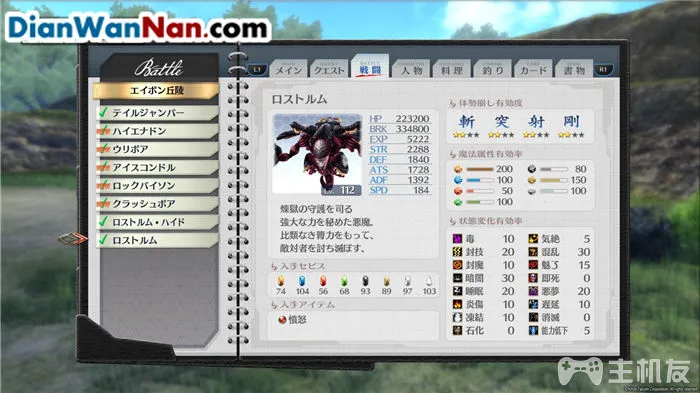 DianWanNan.com
Battle
エイボン丘陵
テイルジャンパー
ハイエナドン
ウリボア
アイスコンドル
ロックバイソン
クラッシュボア
ロストルム・ハイド
ロストルム
L1
MAIN メイン
QUEST クエスト
BATTLE 戦闘
CHARACTER 人物
COOKING 料理
FISHING 釣り
CARD カード
BOOK 書物
R1
ロストルム
HP 223200
BRK 334800
EXP 5222
STR 2288
DEF 1840
ATS 1728
ADF 1392
SPD 184
Lv. 112
煉獄の守護を司る
強大な力を秘めた悪魔。
比類なき膂力をもって、
敵対者を討ち滅ぼす。
入手セピス
74 104 56 68 93 89 97 103
入手アイテム
憤怒
体勢崩し有効度
斬 突 射 剛
魔法属性有効率
200 80
100 150
50 100
100
状態変化有効率
毒 10 気絶 5
封技 20 混乱 30
封魔 10 魅了 15
暗闇 30 即死 0
睡眠 20 悪夢 20
炎傷 10 遅延 10
凍結 10 消滅 0
石化 0 能力低下 5
主机友